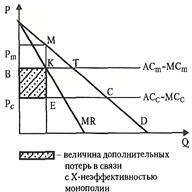 P
M
Pm
K
T
ACm-MCm
B
C
Pc
ACc-MCc
E
MR
D
Q
– величина дополнительных
потерь в связи
с X-неэффективностью
монополии